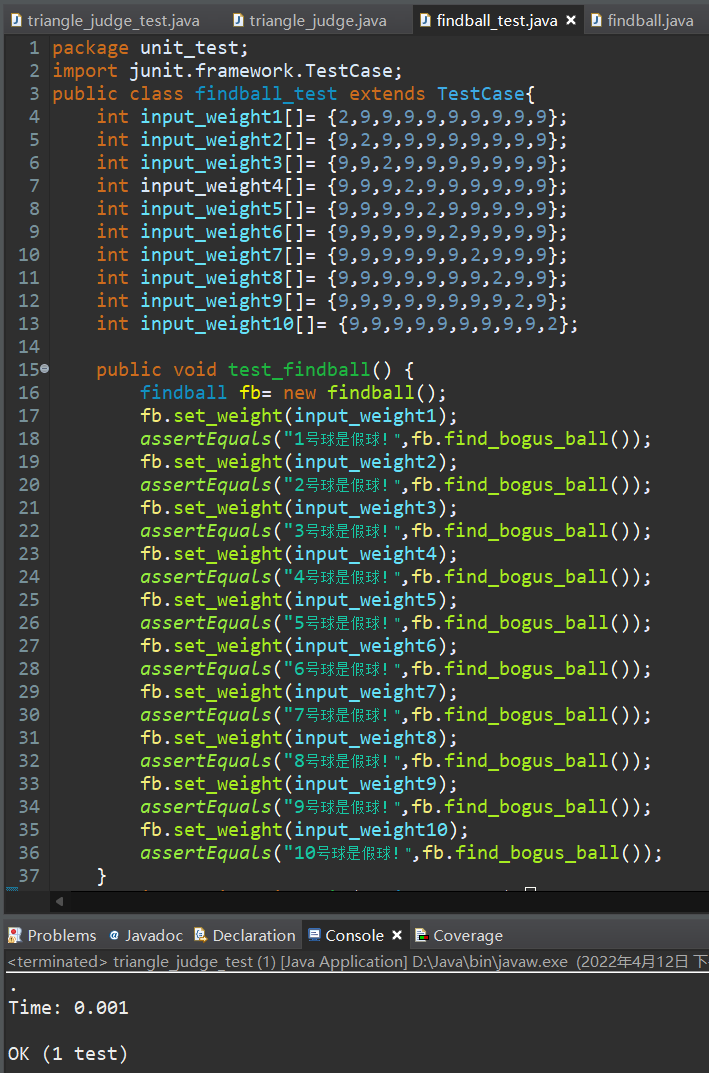 triangle_judge_test.java triangle_judge.java findball_test.java findball.java
1 package unit_test;
2 import junit.framework.TestCase;
3 public class findball_test extends TestCase{
4 int input_weight1[]= {2,9,9,9,9,9,9,9,9,9};
5 int input_weight2[]= {9,2,9,9,9,9,9,9,9,9};
6 int input_weight3[]= {9,9,2,9,9,9,9,9,9,9};
7 int input_weight4[]= {9,9,9,2,9,9,9,9,9,9};
8 int input_weight5[]= {9,9,9,9,2,9,9,9,9,9};
9 int input_weight6[]= {9,9,9,9,9,2,9,9,9,9};
10 int input_weight7[]= {9,9,9,9,9,9,2,9,9,9};
11 int input_weight8[]= {9,9,9,9,9,9,9,2,9,9};
12 int input_weight9[]= {9,9,9,9,9,9,9,9,2,9};
13 int input_weight10[]= {9,9,9,9,9,9,9,9,9,2};
14
15 public void test_findball() {
16 findball fb= new findball();
17 fb.set_weight(input_weight1);
18 assertEquals("1号球是假球!",fb.find_bogus_ball());
19 fb.set_weight(input_weight2);
20 assertEquals("2号球是假球!",fb.find_bogus_ball());
21 fb.set_weight(input_weight3);
22 assertEquals("3号球是假球!",fb.find_bogus_ball());
23 fb.set_weight(input_weight4);
24 assertEquals("4号球是假球!",fb.find_bogus_ball());
25 fb.set_weight(input_weight5);
26 assertEquals("5号球是假球!",fb.find_bogus_ball());
27 fb.set_weight(input_weight6);
28 assertEquals("6号球是假球!",fb.find_bogus_ball());
29 fb.set_weight(input_weight7);
30 assertEquals("7号球是假球!",fb.find_bogus_ball());
31 fb.set_weight(input_weight8);
32 assertEquals("8号球是假球!",fb.find_bogus_ball());
33 fb.set_weight(input_weight9);
34 assertEquals("9号球是假球!",fb.find_bogus_ball());
35 fb.set_weight(input_weight10);
36 assertEquals("10号球是假球!",fb.find_bogus_ball());
37 }
Problems Javadoc Declaration Console Coverage
<terminated> triangle_judge_test (1) [Java Application] D:\Java\bin\javaw.exe (2022年4月12日 下
.
Time: 0.001
OK (1 test)